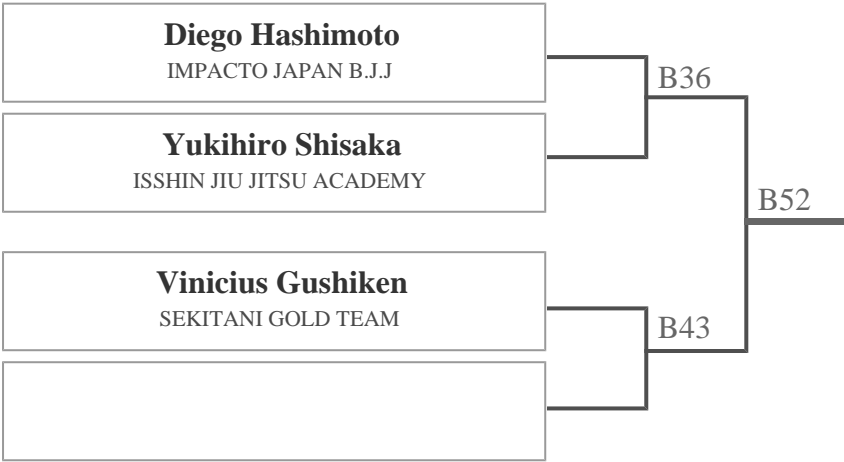 Diego Hashimoto
IMPACTO JAPAN B.J.J
B36
Yukihiro Shisaka
ISSHIN JIU JITSU ACADEMY
B52
Vinicius Gushiken
SEKITANI GOLD TEAM
B43